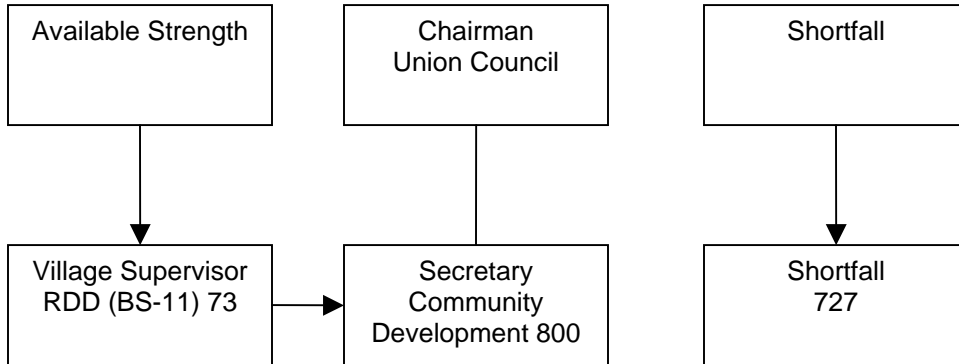 Available Strength
Chairman
Union Council
Shortfall
Village Supervisor
RDD (BS-11) 73
Secretary
Community
Development 800
Shortfall
727